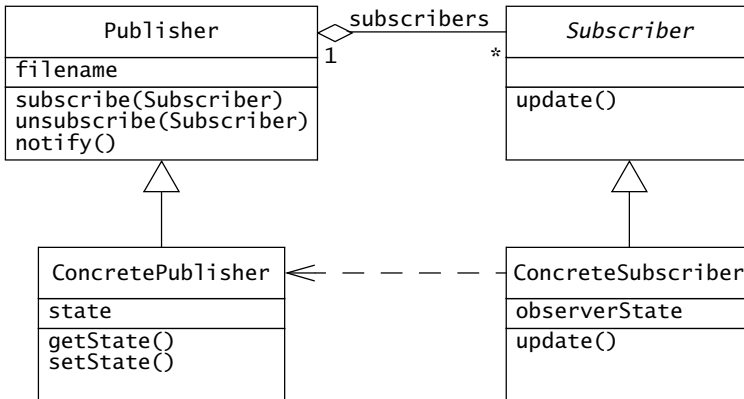 Publisher
filename
subscribe(Subscriber)
unsubscribe(Subscriber)
notify()
subscribers
1
*
Subscriber
update()
ConcretePublisher
state
getState()
setState()
ConcreteSubscriber
observerState
update()